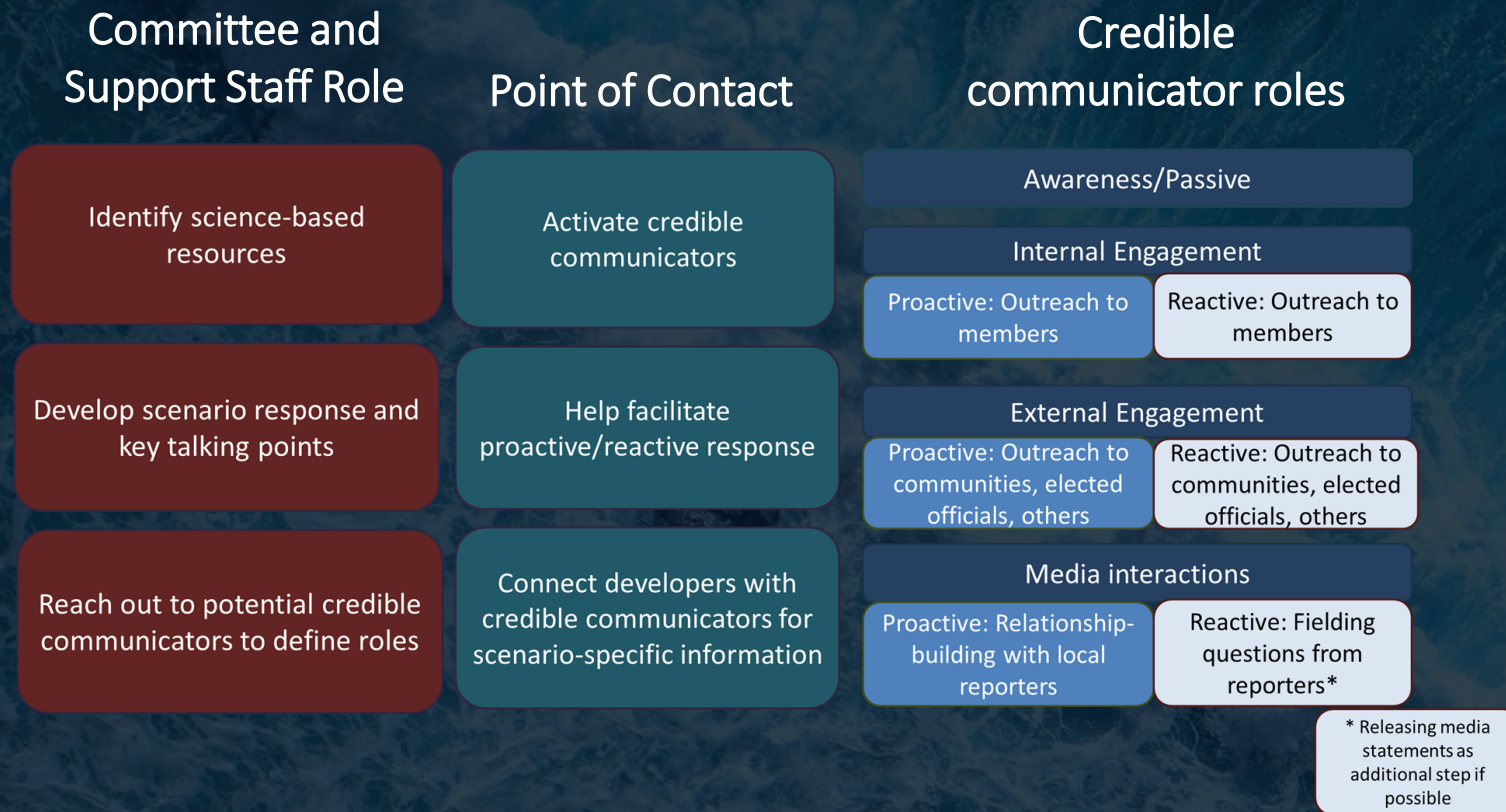 Committee and
Support Staff Role
Identify science-based
resources
Develop scenario response and
key talking points
Reach out to potential credible
communicators to define roles
Point of Contact
Activate credible
communicators
Help facilitate
proactive/reactive response
Connect developers with
credible communicators for
scenario-specific information
Credible
communicator roles
Awareness/Passive
Internal Engagement
Proactive: Outreach to
members
Reactive: Outreach to
members
External Engagement
Proactive: Outreach to
communities, elected
officials, others
Reactive: Outreach to
communities, elected
officials, others
Media interactions
Proactive: Relationship-
building with local
reporters
Reactive: Fielding
questions from
reporters*
* Releasing media
statements as
additional step if
possible